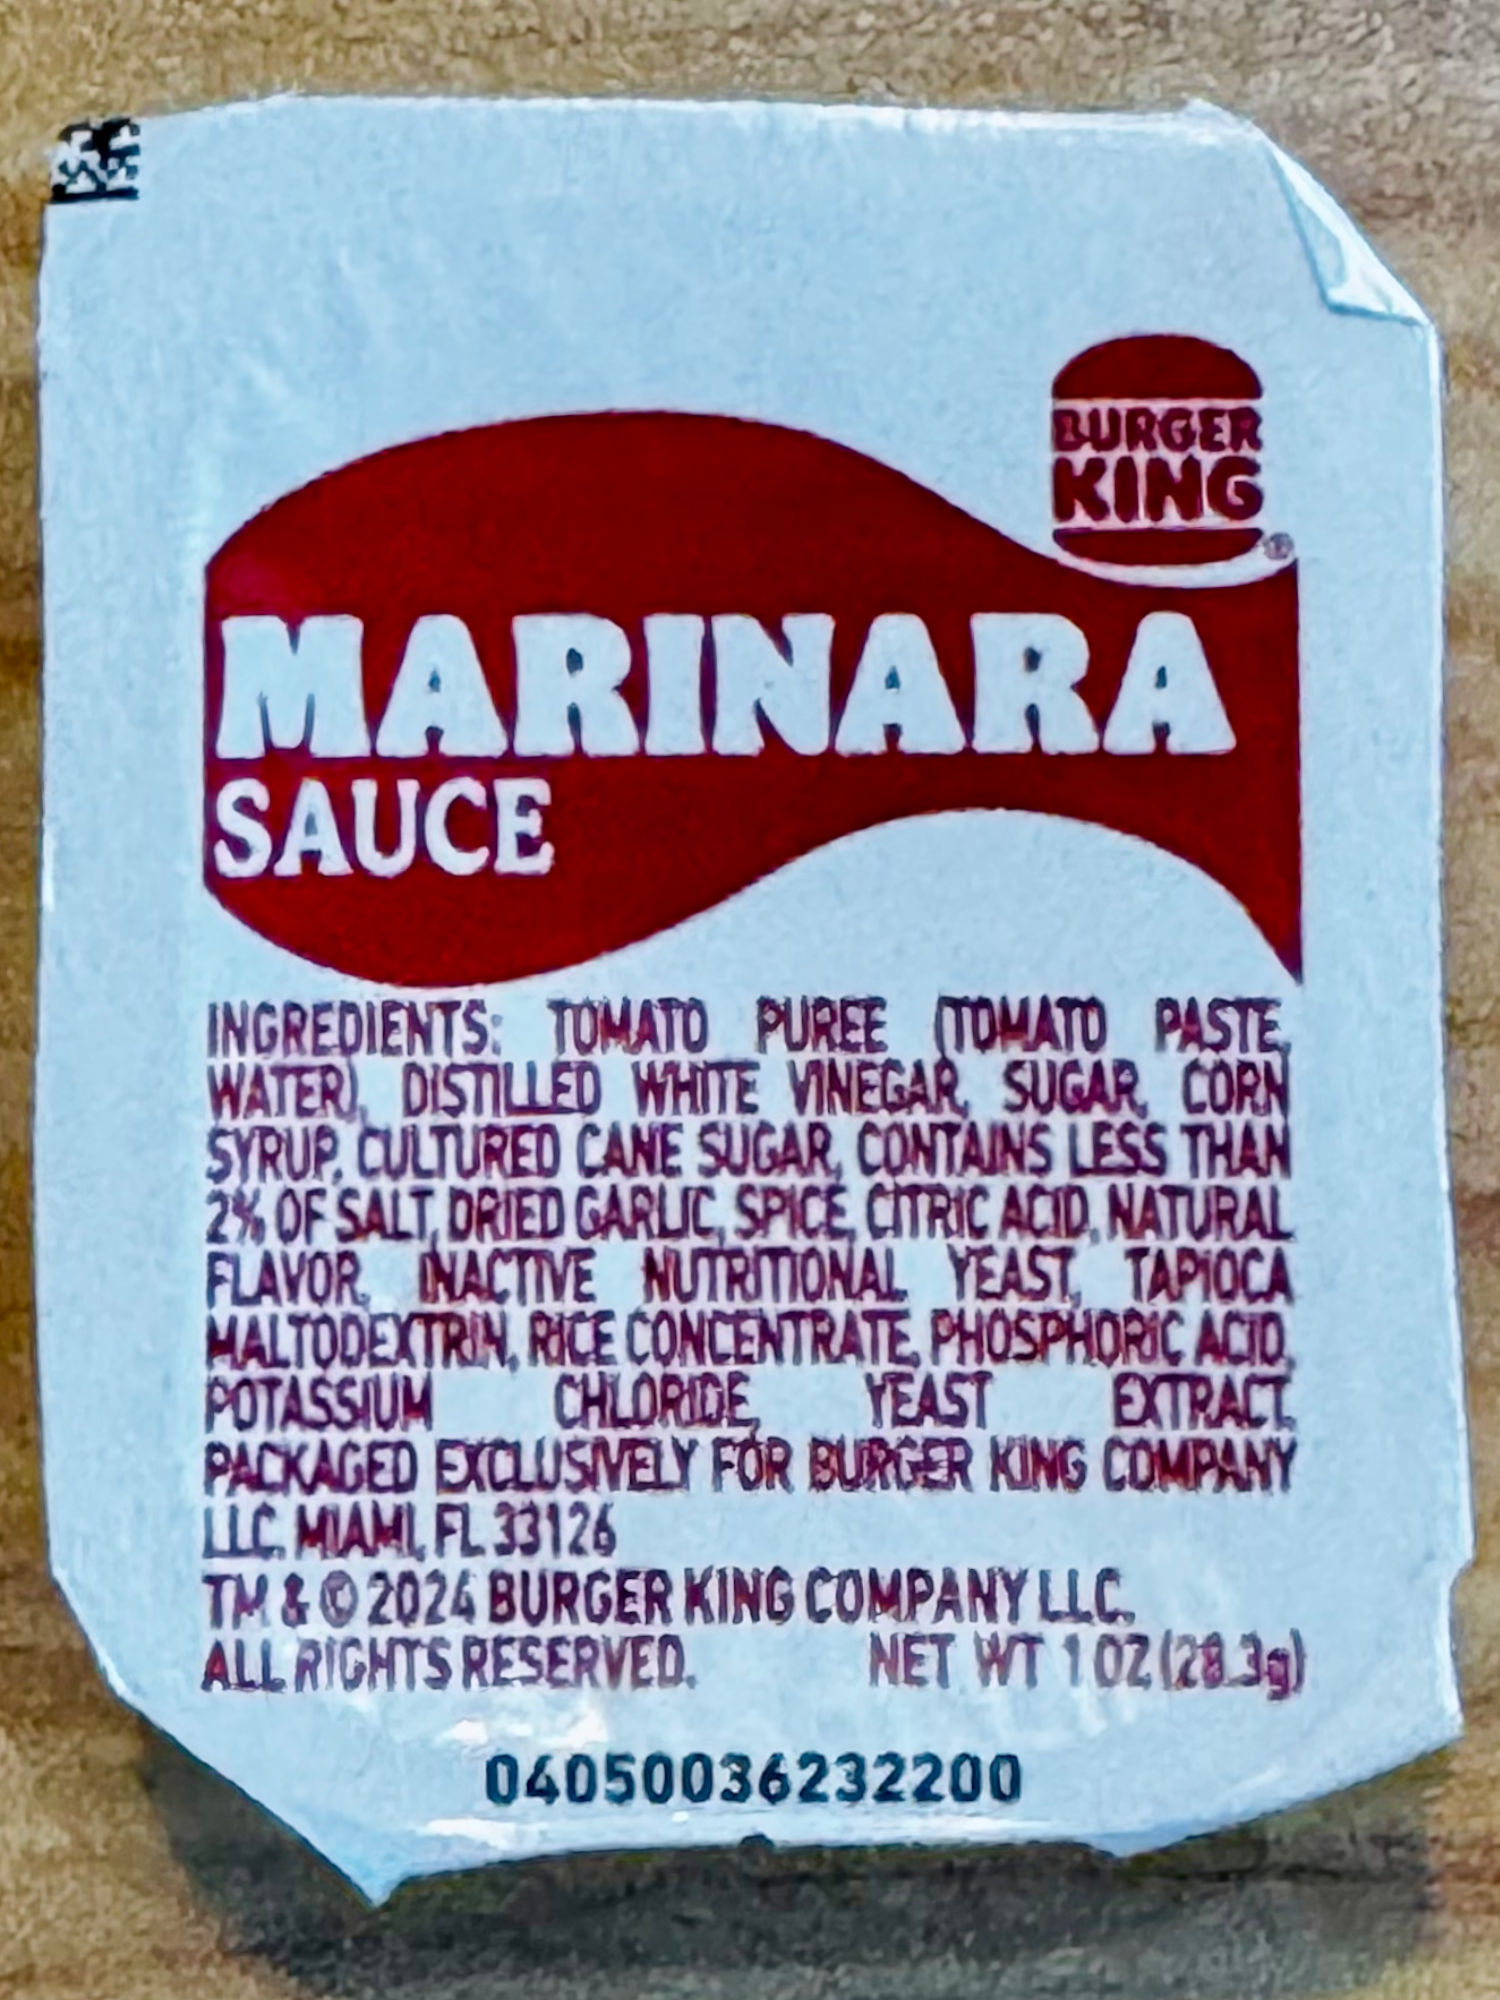 BURGER
KING®
MARINARA
SAUCE
INGREDIENTS: TOMATO PUREE (TOMATO PASTE,
WATER), DISTILLED WHITE VINEGAR, SUGAR, CORN
SYRUP, CULTURED CANE SUGAR, CONTAINS LESS THAN
2% OF SALT, DRIED GARLIC, SPICE, CITRIC ACID, NATURAL
FLAVOR, INACTIVE NUTRITIONAL YEAST, TAPIOCA
MALTODEXTRIN, RICE CONCENTRATE, PHOSPHORIC ACID,
POTASSIUM CHLORIDE, YEAST EXTRACT.
PACKAGED EXCLUSIVELY FOR BURGER KING COMPANY
LLC. MIAMI, FL 33126
TM & © 2024 BURGER KING COMPANY LLC.
ALL RIGHTS RESERVED. NET WT 1 OZ (28.3g)
04050036232200